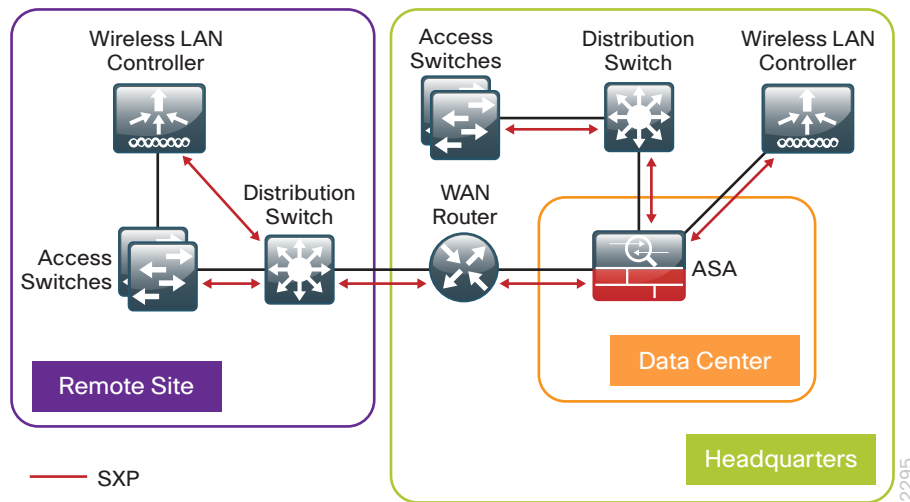 Wireless LAN
Controller
Access
Switches
Distribution
Switch
Wireless LAN
Controller
Distribution
Switch
WAN
Router
Access
Switches
ASA
Data Center
Remote Site
Headquarters
SXP
2295